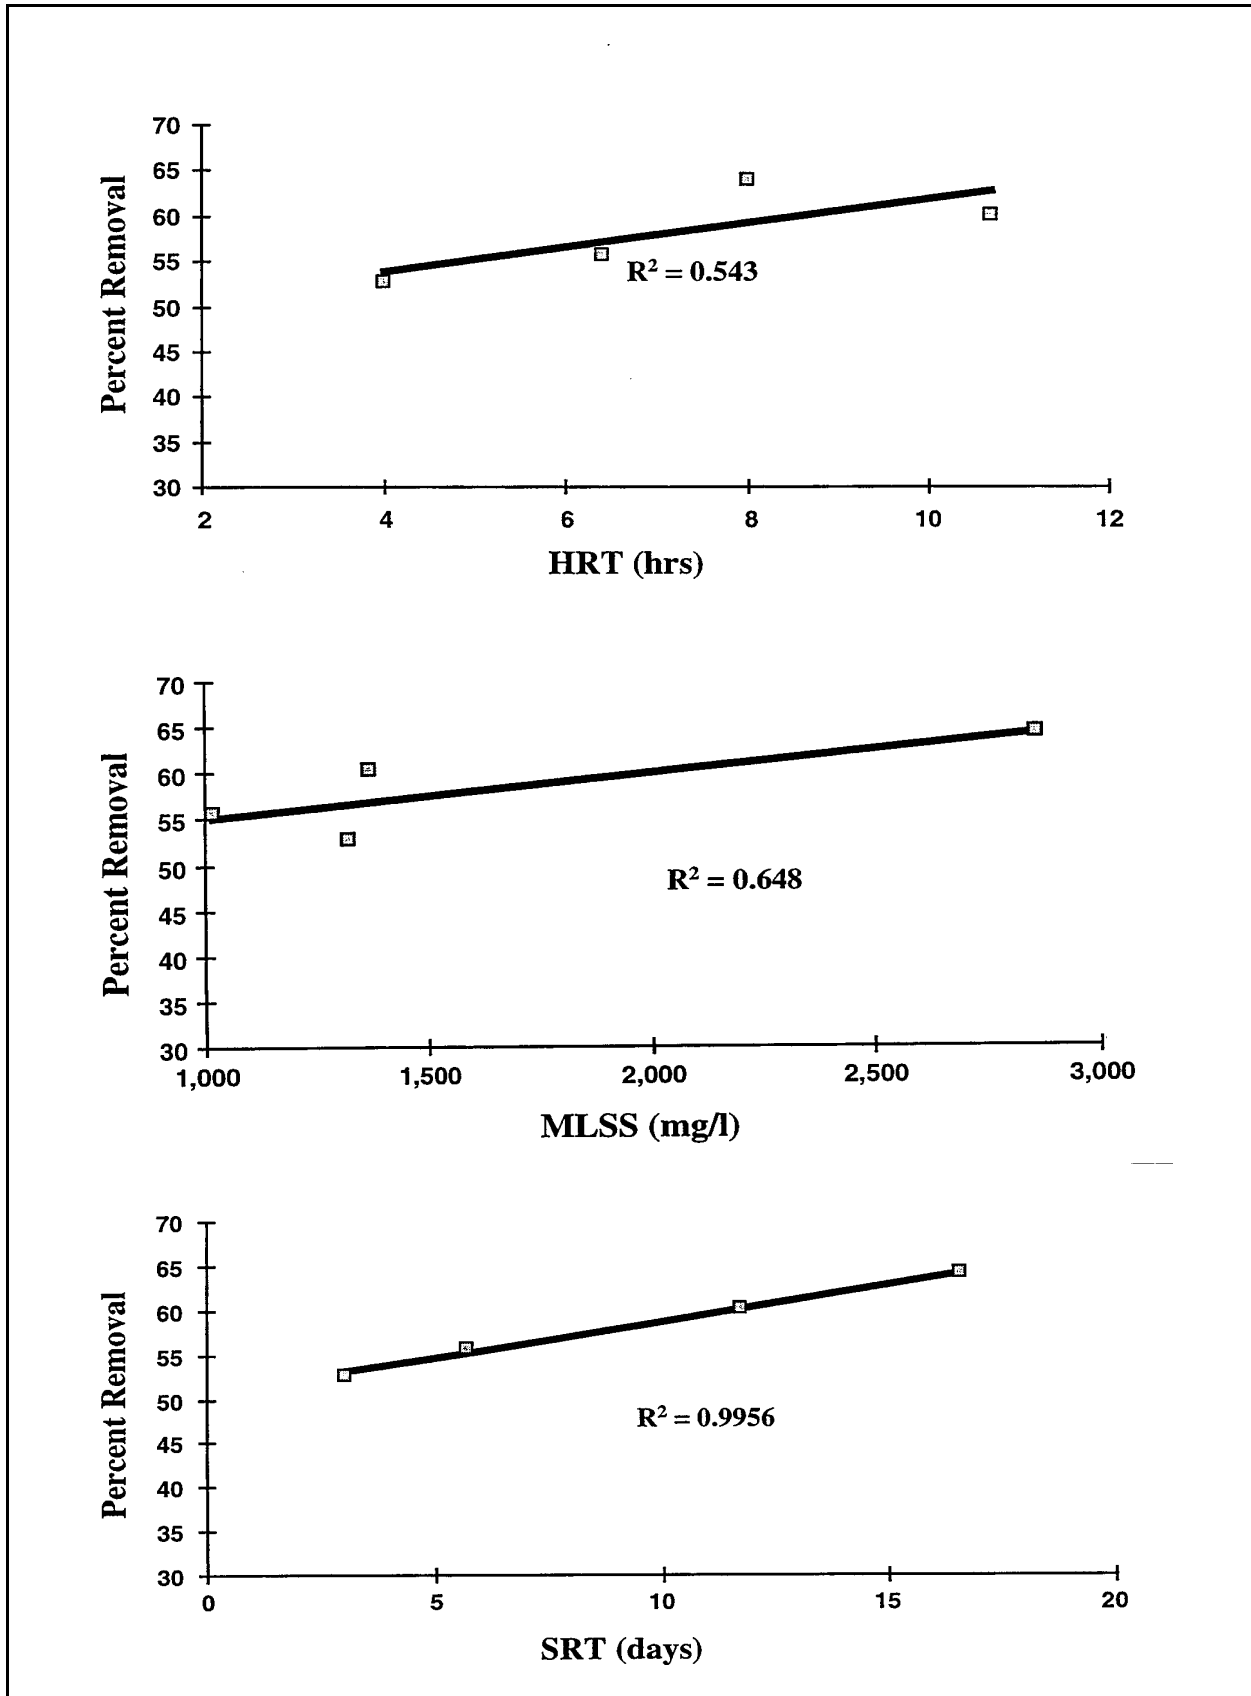 70
65
60
55
50
45
40
35
30
Percent Removal
R² = 0.543
2 4 6 8 10 12
HRT (hrs)
70
65
60
55
50
45
40
35
30
Percent Removal
R² = 0.648
1,000 1,500 2,000 2,500 3,000
MLSS (mg/l)
70
65
60
55
50
45
40
35
30
Percent Removal
R² = 0.9956
0 5 10 15 20
SRT (days)